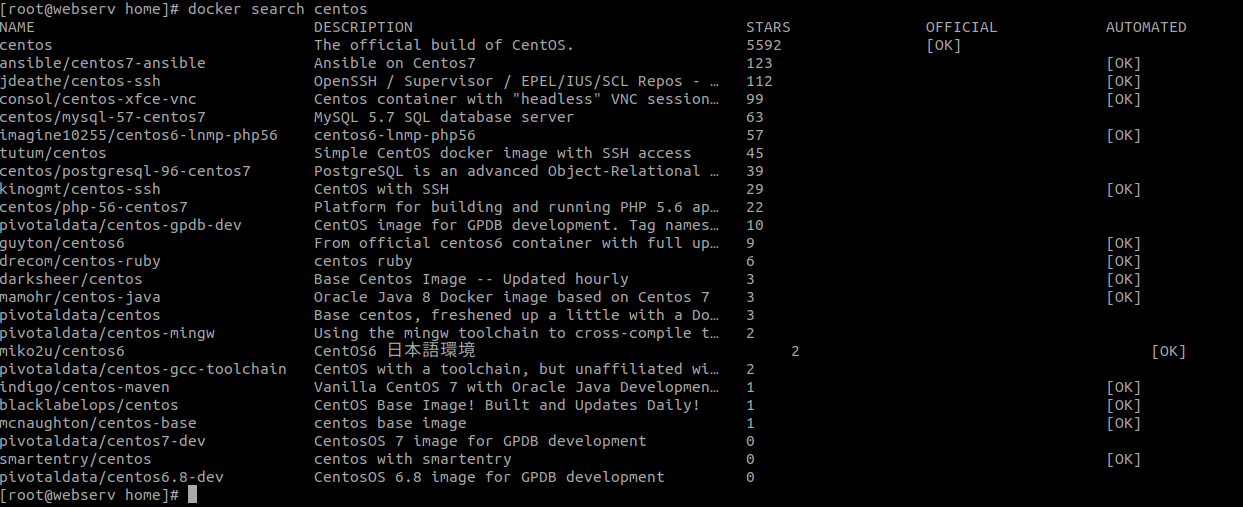 [root@webserv home]# docker search centos
NAME DESCRIPTION STARS OFFICIAL AUTOMATED
centos The official build of CentOS. 5592 [OK]
ansible/centos7-ansible Ansible on Centos7 123 [OK]
jdeathe/centos-ssh OpenSSH / Supervisor / EPEL/IUS/SCL Repos - … 112 [OK]
consol/centos-xfce-vnc Centos container with "headless" VNC session… 99 [OK]
centos/mysql-57-centos7 MySQL 5.7 SQL database server 63
imagine10255/centos6-lnmp-php56 centos6-lnmp-php56 57 [OK]
tutum/centos Simple CentOS docker image with SSH access 45
centos/postgresql-96-centos7 PostgreSQL is an advanced Object-Relational … 39
kinogmt/centos-ssh CentOS with SSH 29 [OK]
centos/php-56-centos7 Platform for building and running PHP 5.6 ap… 22
pivotaldata/centos-gpdb-dev CentOS image for GPDB development. Tag names… 10
guyton/centos6 From official centos6 container with full up… 9 [OK]
drecom/centos-ruby centos ruby 6 [OK]
darksheer/centos Base Centos Image -- Updated hourly 3 [OK]
mamohr/centos-java Oracle Java 8 Docker image based on Centos 7 3 [OK]
pivotaldata/centos Base centos, freshened up a little with a Do… 3
pivotaldata/centos-mingw Using the mingw toolchain to cross-compile t… 2
miko2u/centos6 CentOS6 日本語環境 2 [OK]
pivotaldata/centos-gcc-toolchain CentOS with a toolchain, but unaffiliated wi… 2
indigo/centos-maven Vanilla CentOS 7 with Oracle Java Developmen… 1 [OK]
blacklabelops/centos CentOS Base Image! Built and Updates Daily! 1 [OK]
mcnaughton/centos-base centos base image 1 [OK]
pivotaldata/centos7-dev CentosOS 7 image for GPDB development 0
smartentry/centos centos with smartentry 0 [OK]
pivotaldata/centos6.8-dev CentosOS 6.8 image for GPDB development 0
[root@webserv home]#